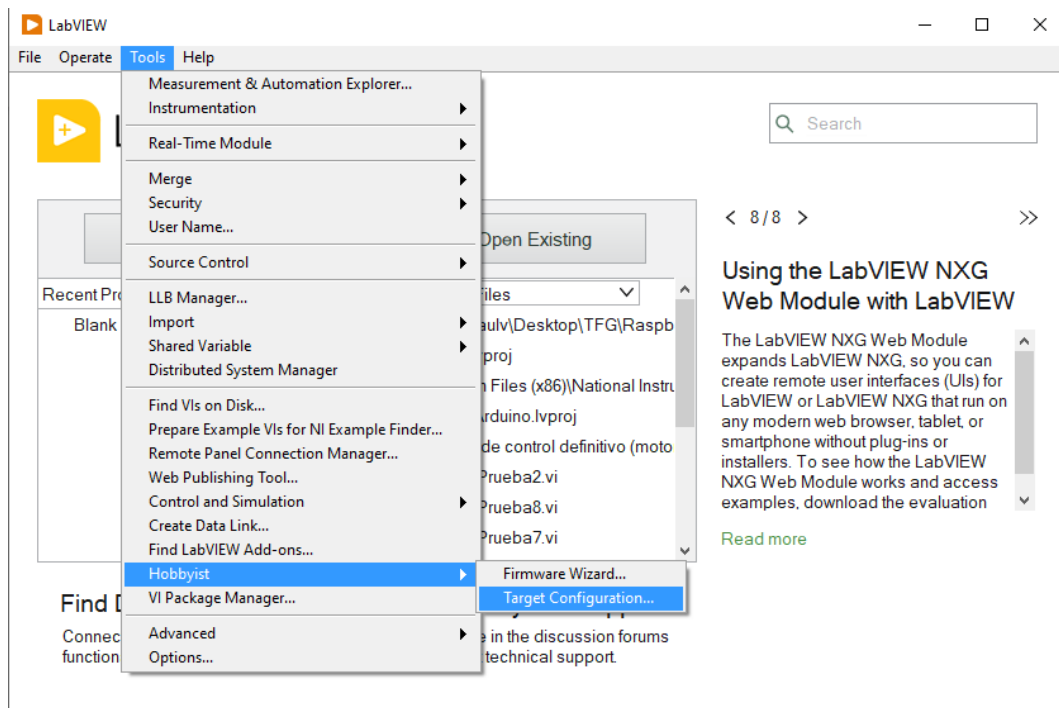 LabVIEW
File Operate Tools Help
Measurement & Automation Explorer...
Instrumentation
Real-Time Module
Merge
Security
User Name...
Source Control
LLB Manager...
Import
Shared Variable
Distributed System Manager
Find VIs on Disk...
Prepare Example VIs for NI Example Finder...
Remote Panel Connection Manager...
Web Publishing Tool...
Control and Simulation
Create Data Link...
Find LabVIEW Add-ons...
Hobbyist
VI Package Manager...
Advanced
Options...
Firmware Wizard...
Target Configuration...
Search
Open Existing
Recent Pr
Files
Blank
aulv\Desktop\TFG\Raspb
proj
Files (x86)\National Instru
rduino.lvproj
de control definitivo (moto
Prueba2.vi
Prueba8.vi
Prueba7.vi
Find
Connec
e in the discussion forums
function
technical support.
8/8
Using the LabVIEW NXG
Web Module with LabVIEW
The LabVIEW NXG Web Module
expands LabVIEW NXG, so you can
create remote user interfaces (UIs) for
LabVIEW or LabVIEW NXG that run on
any modern web browser, tablet, or
smartphone without plug-ins or
installers. To see how the LabVIEW
NXG Web Module works and access
examples, download the evaluation
Read more